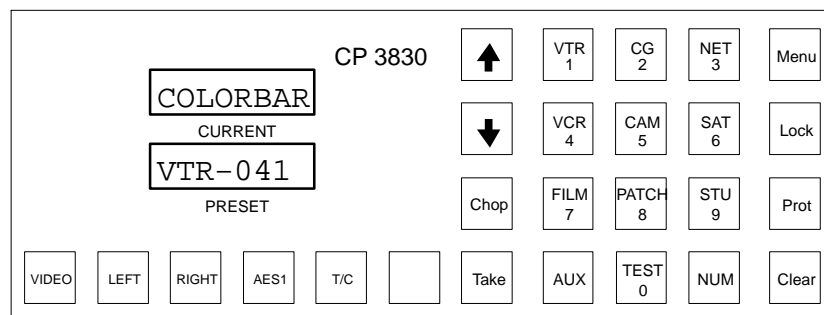 CP 3830
COLORBAR
CURRENT
VTR-041
PRESET
VTR
1
CG
2
NET
3
Menu
VCR
4
CAM
5
SAT
6
Lock
Chop
FILM
7
PATCH
8
STU
9
Prot
VIDEO
LEFT
RIGHT
AES1
T/C
Take
AUX
TEST
0
NUM
Clear